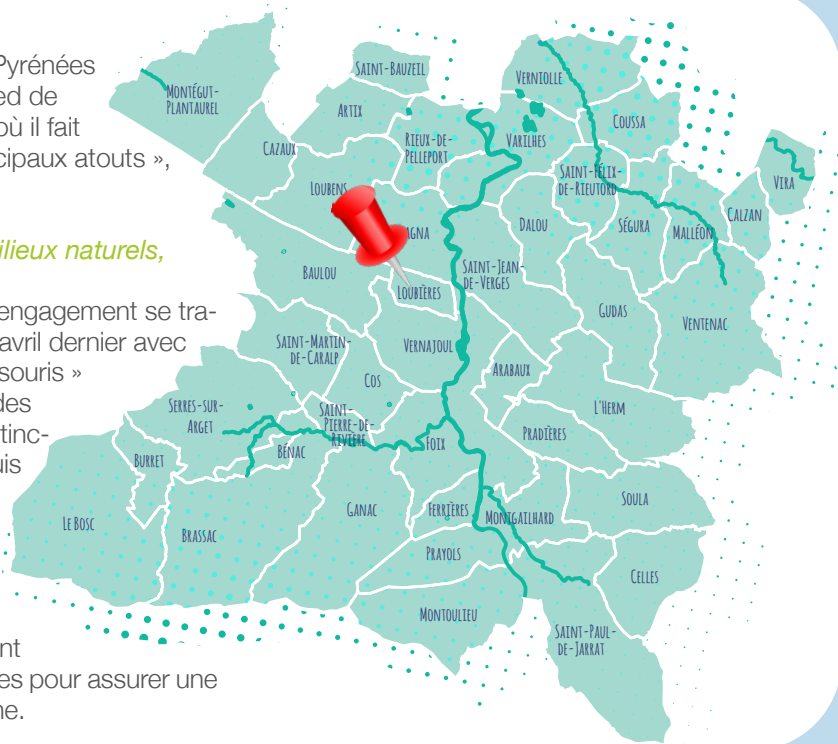 Pyrénées
ed de
où il fait
cipaux atouts »,
ilieux naturels,
engagement se tra-
avril dernier avec
souris »
des
tinc-
uis
nt
es pour assurer une
ne.
MONTÉGUT-
PLANTAUREL
SAINT-BAUZEIL
VERNIOLLE
ARTIX
COUSSA
CAZAUX
RIEUX-DE-
PELLEPORT
VARILHES
SAINT-FÉLIX-
DE-RIEUTORD
VIRA
LOUBENS
CALZAN
AGNA
DALOU
SÉGURA
MALLÉON
BAULOU
SAINT-JEAN-
DE-VERGES
LOUBIÈRES
GUDAS
VENTENAC
SAINT-MARTIN-
DE-CARALP
VERNAJOUL
ARABAUX
COS
SERRES-SUR-
ARGET
SAINT-
PIERRE-DE-
RIVIÈRE
L'HERM
PRADIÈRES
BURRET
BÉNAC
FOIX
LE BOSC
BRASSAC
GANAC
FERRIÈRES
MONTGAILHARD
SOULA
PRAYOLS
CELLES
MONTOULIEU
SAINT-PAUL-
DE-JARRAT